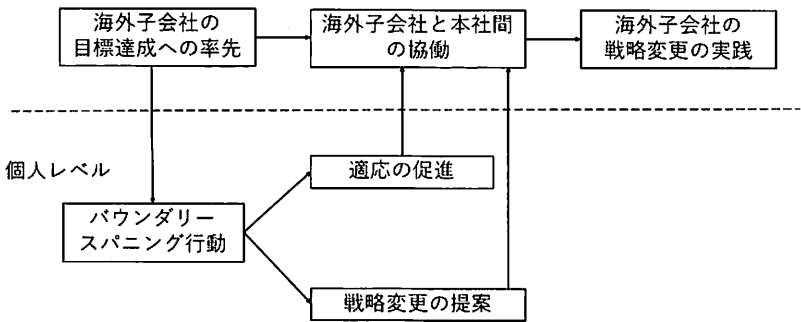 海外子会社の
目標達成への率先
海外子会社と本社間
の協働
海外子会社の
戦略変更の実践
個人レベル
適応の促進
バウンダリー
スパニング行動
戦略変更の提案